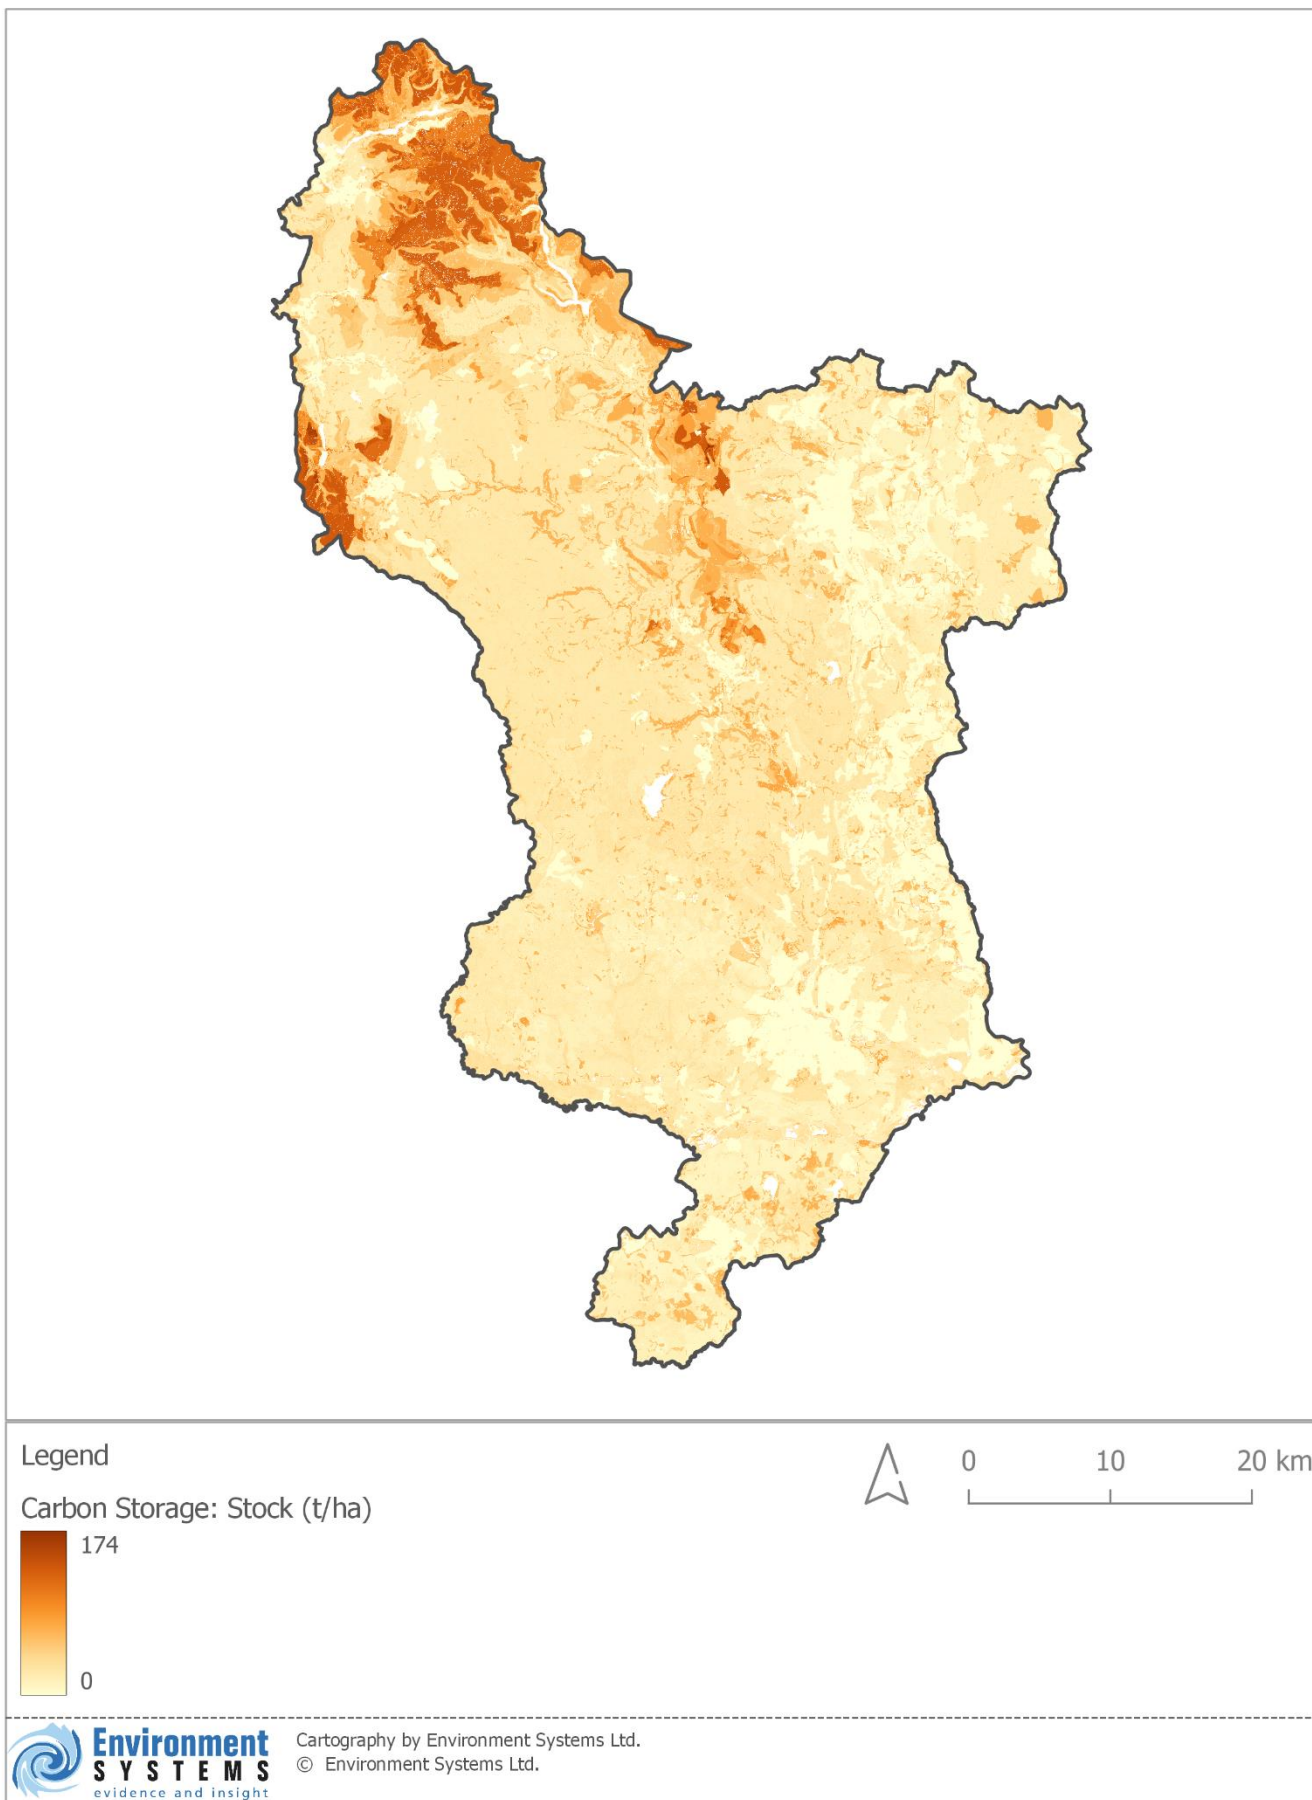 Legend
0 10 20 km
Carbon Storage: Stock (t/ha)
174
0
Environment
SYSTEMS
evidence and insight
Cartography by Environment Systems Ltd.
© Environment Systems Ltd.